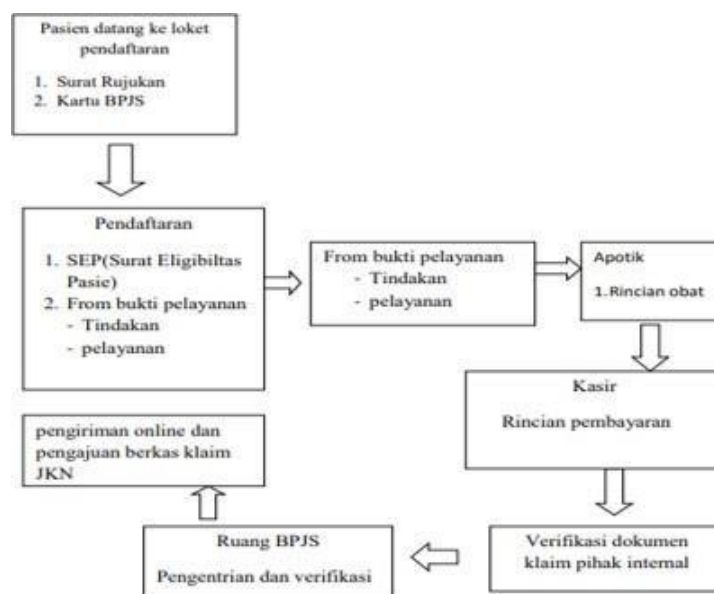 Pasien datang ke loket
pendaftaran
1. Surat Rujukan
2. Kartu BPJS
Pendaftaran
1. SEP(Surat Eligibiltas
Pasie)
2. From bukti pelayanan
- Tindakan
- pelayanan
From bukti pelayanan
- Tindakan
- pelayanan
Apotik
1.Rincian obat
Kasir
Rincian pembayaran
Verifikasi dokumen
klaim pihak internal
Ruang BPJS
Pengentrian dan verifikasi
pengiriman online dan
pengajuan berkas klaim
JKN